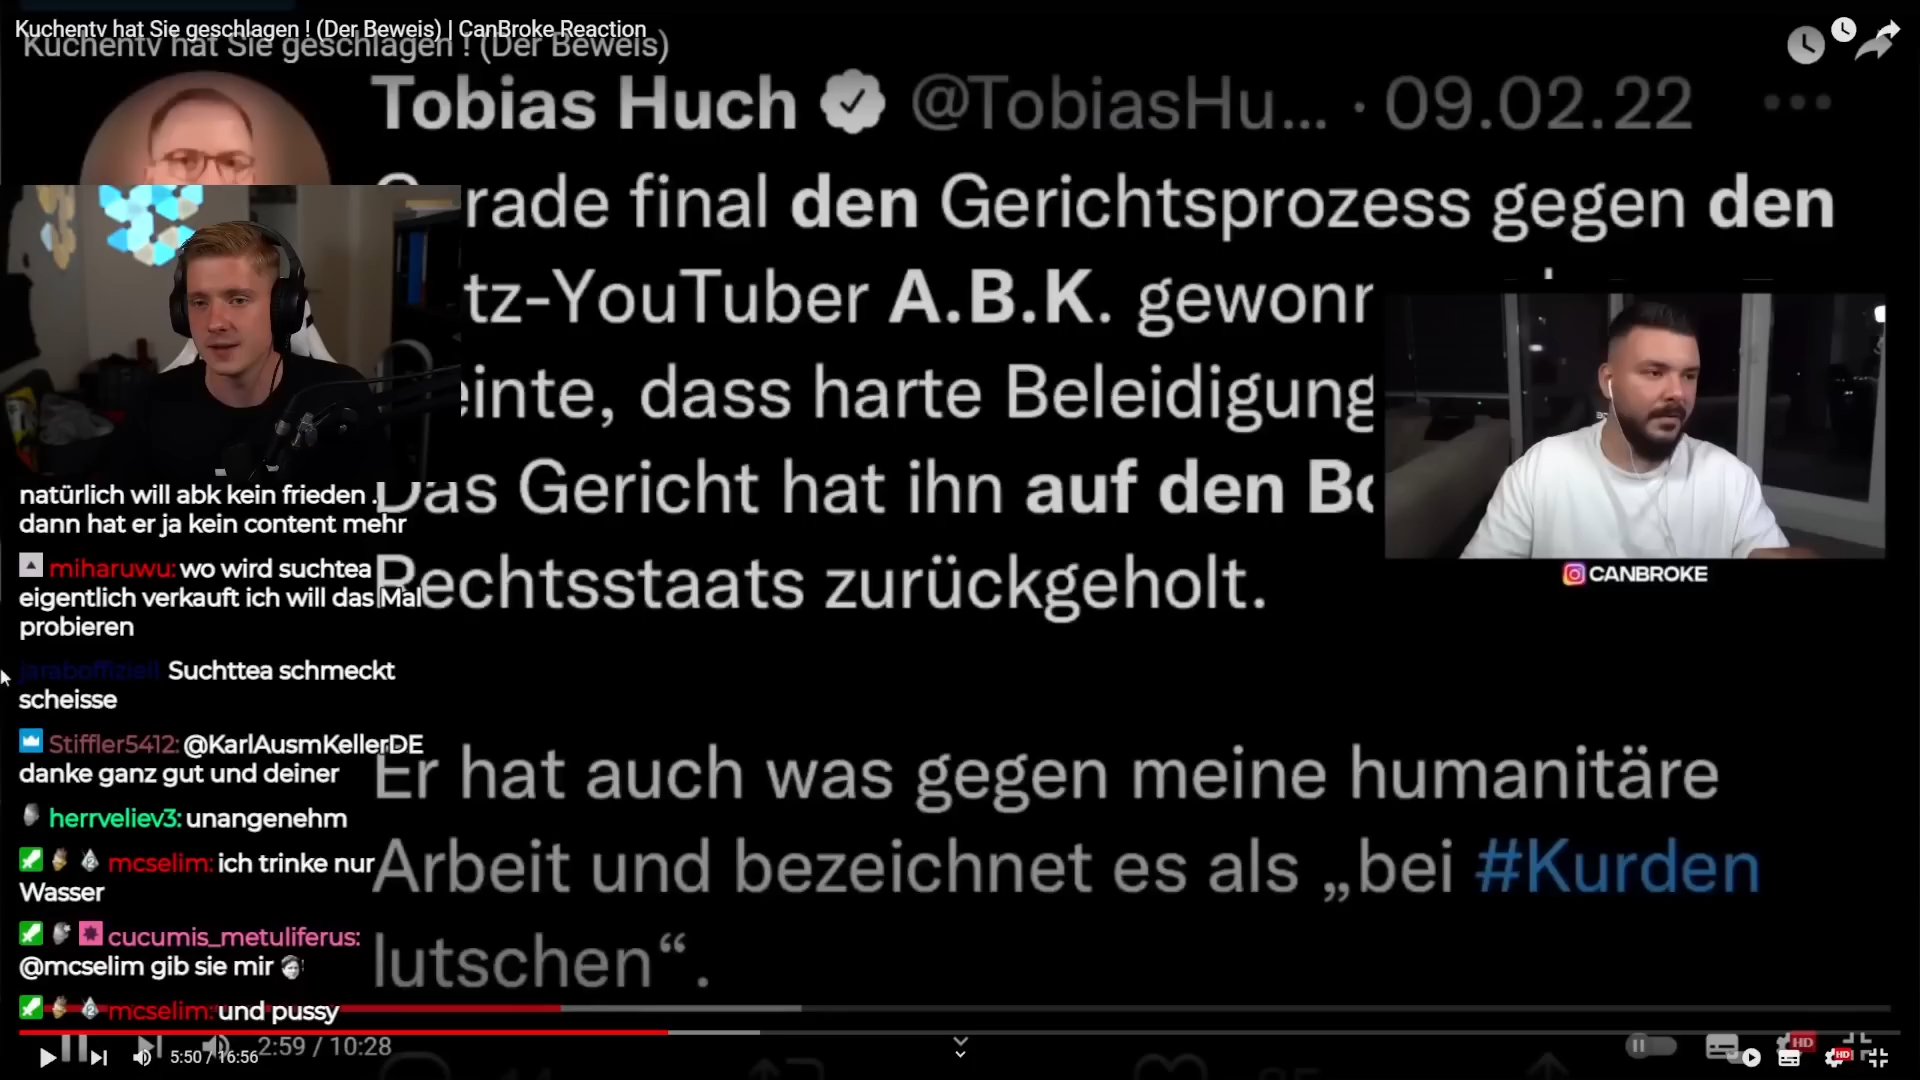 Kuchentv hat Sie geschlagen ! (Der Beweis) | CanBroke Reaction
Kuchentv hat Sie geschlagen ! (Der Beweis)
Tobias Huch @TobiasHu... · 09.02.22
rade final den Gerichtsprozess gegen den
tz-YouTuber A.B.K. gewonn
einte, dass harte Beleidigung
Das Gericht hat ihn auf den Bo
Rechtsstaats zurückgeholt.
Er hat auch was gegen meine humanitäre
Arbeit und bezeichnet es als „bei #Kurden
lutschen“.
CANBROKE
natürlich will abk kein frieden .
dann hat er ja kein content mehr
miharuwu: wo wird suchtea
eigentlich verkauft ich will das Mal
probieren
jaraboffiziell Suchttea schmeckt
scheisse
Stiffler5412: @KarlAusmKellerDE
danke ganz gut und deiner
herrveliev3: unangenehm
mcselim: ich trinke nur
Wasser
cucumis_metuliferus:
@mcselim gib sie mir
mcselim: und pussy
2:59 / 10:28
HD
5:50 / 16:56
HD